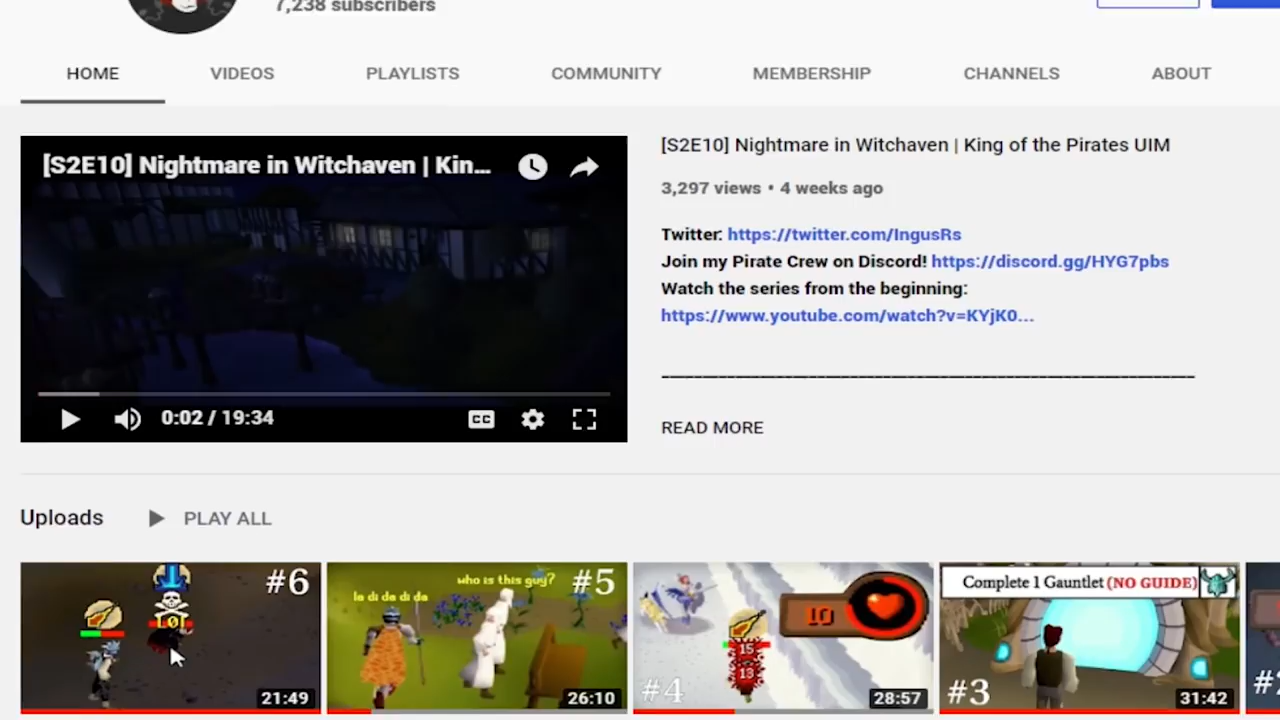 7,238 subscribers
HOME VIDEOS PLAYLISTS COMMUNITY MEMBERSHIP CHANNELS ABOUT
[S2E10] Nightmare in Witchaven | Kin...
0:02 / 19:34
CC
[S2E10] Nightmare in Witchaven | King of the Pirates UIM
3,297 views • 4 weeks ago
Twitter: https://twitter.com/IngusRs
Join my Pirate Crew on Discord! https://discord.gg/HYG7pbs
Watch the series from the beginning:
https://www.youtube.com/watch?v=KYjK0...
READ MORE
Uploads PLAY ALL
#6
21:49
who is this guy? #5
la di da di da
26:10
10
15
13
#4
28:57
Complete 1 Gauntlet (NO GUIDE)
#3
31:42